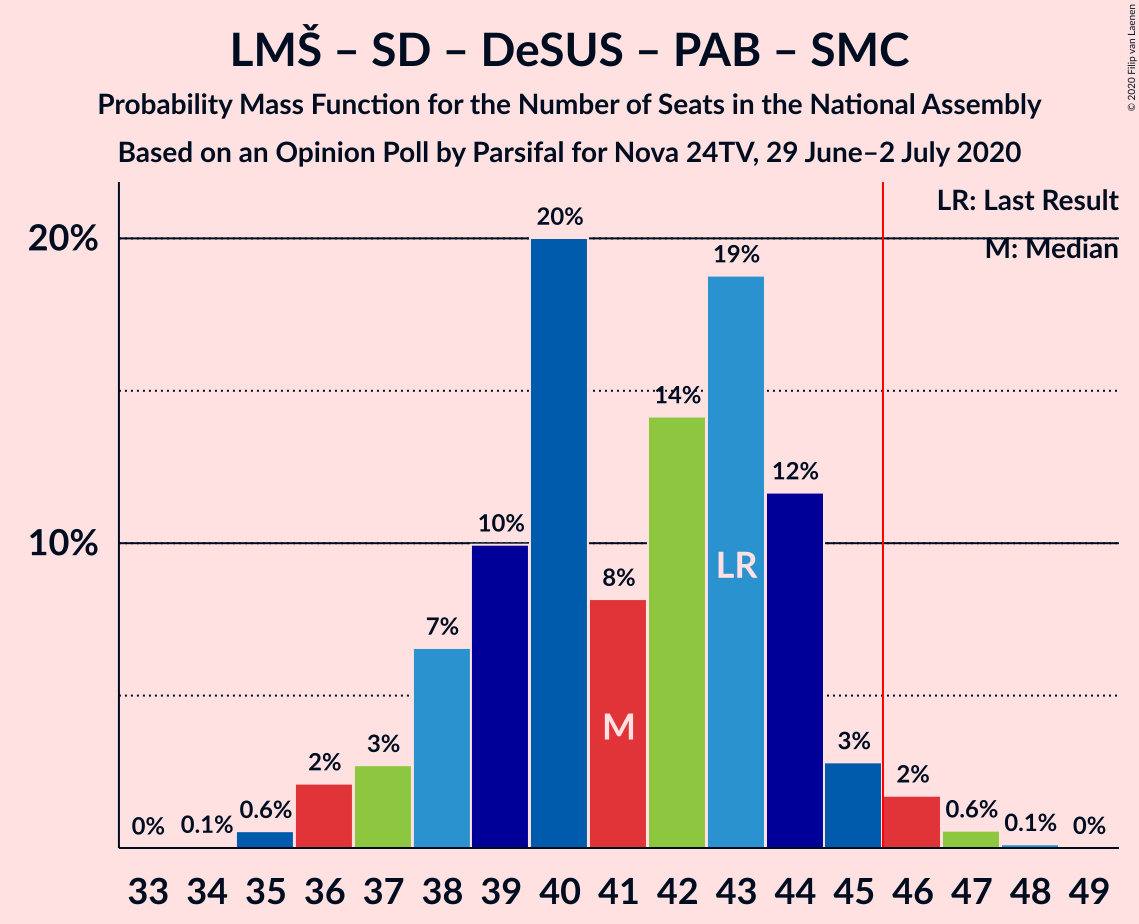 LMŠ – SD – DeSUS – PAB – SMC
Probability Mass Function for the Number of Seats in the National Assembly
Based on an Opinion Poll by Parsifal for Nova 24TV, 29 June–2 July 2020
© 2020 Filip van Laenen
LR: Last Result
M: Median
20%
10%
0%
0.1%
0.6%
2%
3%
7%
10%
20%
8%
14%
19%
12%
3%
2%
0.6%
0.1%
0%
LR
M
33 34 35 36 37 38 39 40 41 42 43 44 45 46 47 48 49